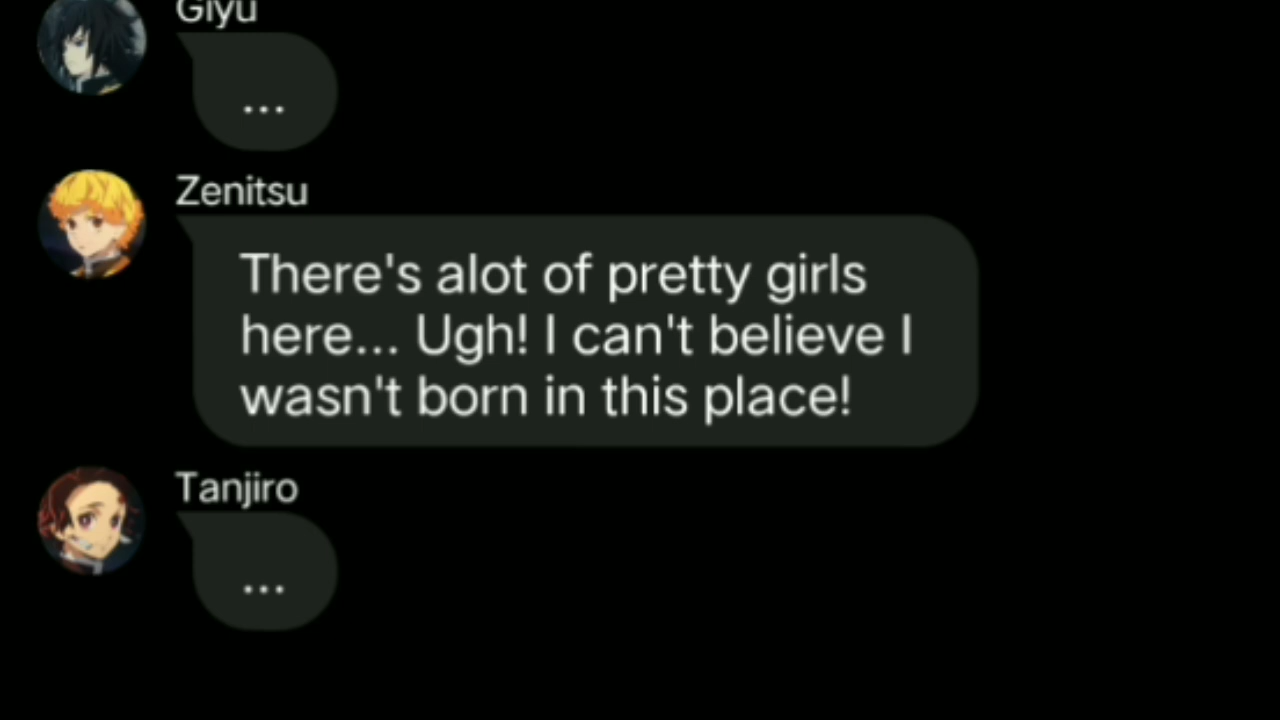 Giyu
...
Zenitsu
There's alot of pretty girls
here... Ugh! I can't believe I
wasn't born in this place!
Tanjiro
...